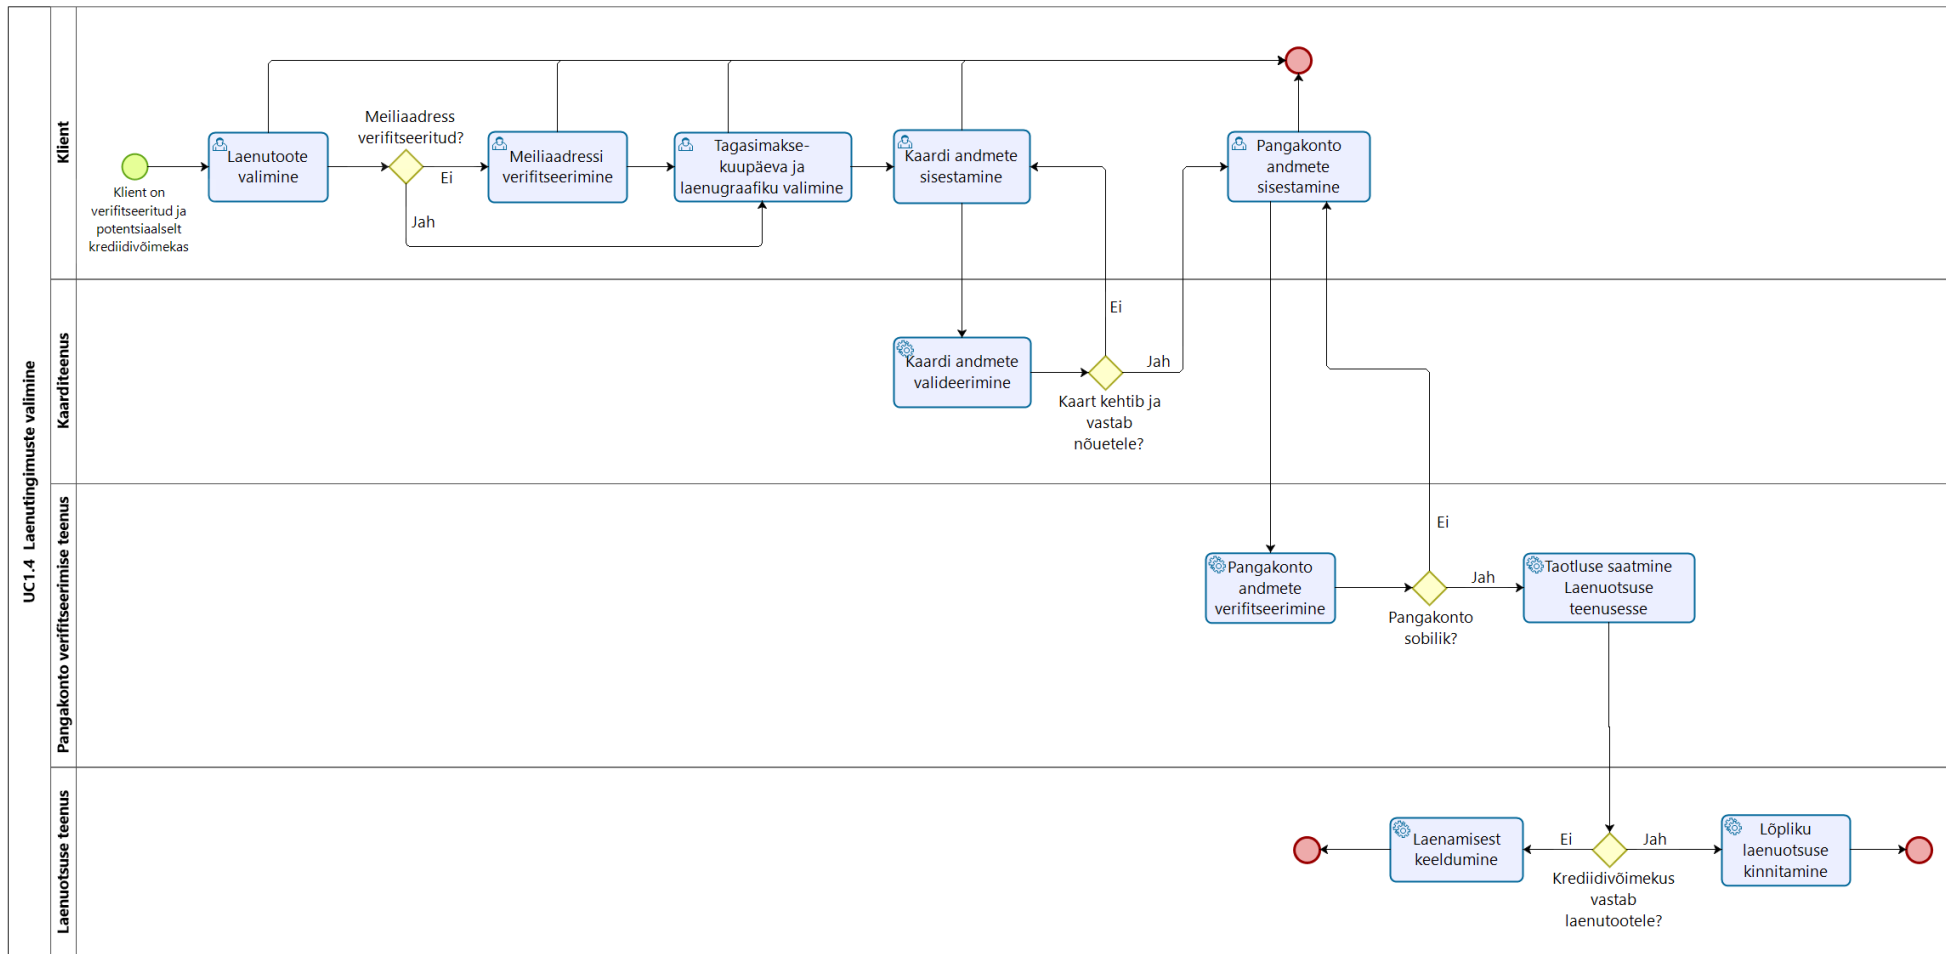 UC1.4 Laenutingimuste valimine
Klient
Klient on
verifitseeritud ja
potentsiaalselt
krediidivõimekas
Laenutoote
valimine
Meiliaadress
verifitseeritud?
Ei
Jah
Meiliaadressi
verifitseerimine
Tagasimakse-
kuupäeva ja
laenugraafiku valimine
Kaardi andmete
sisestamine
Pangakonto
andmete
sisestamine
Kaarditeenus
Kaardi andmete
valideerimine
Ei
Jah
Kaart kehtib ja
vastab
nõuetele?
Pangakonto verifitseerimise teenus
Pangakonto
andmete
verifitseerimine
Ei
Jah
Pangakonto
sobilik?
Taotluse saatmine
Laenuotsuse
teenusesse
Laenuotsuse teenus
Laenamisest
keeldumine
Ei
Jah
Krediidivõimekus
vastab
laenutootele?
Lõpliku
laenuotsuse
kinnitamine